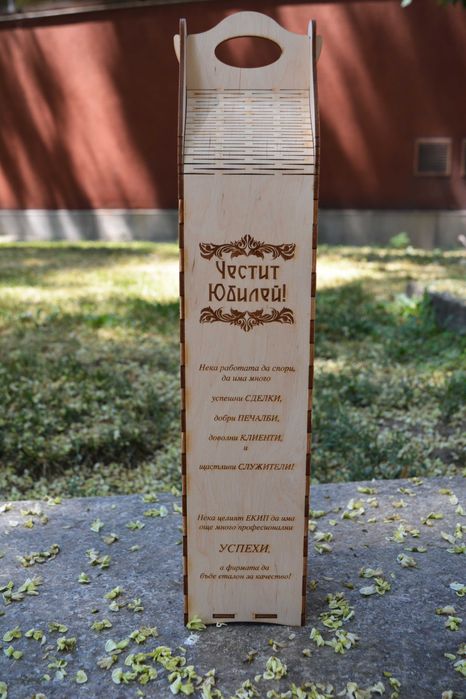 Честит
Юбилей!
Нека работата да спори,
да има много
успешни СДЕЛКИ,
добри ПЕЧАЛБИ,
доволни КЛИЕНТИ,
и
щастливи СЛУЖИТЕЛИ!
Нека целият ЕКИП да има
още много професионални
УСПЕХИ,
а фирмата да
бъде еталон за качество!